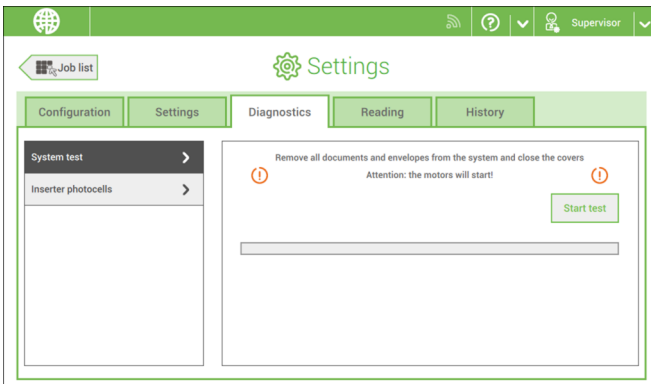 Supervisor
Job list
Settings
Configuration
Settings
Diagnostics
Reading
History
System test
Inserter photocells
Remove all documents and envelopes from the system and close the covers
Attention: the motors will start!
Start test